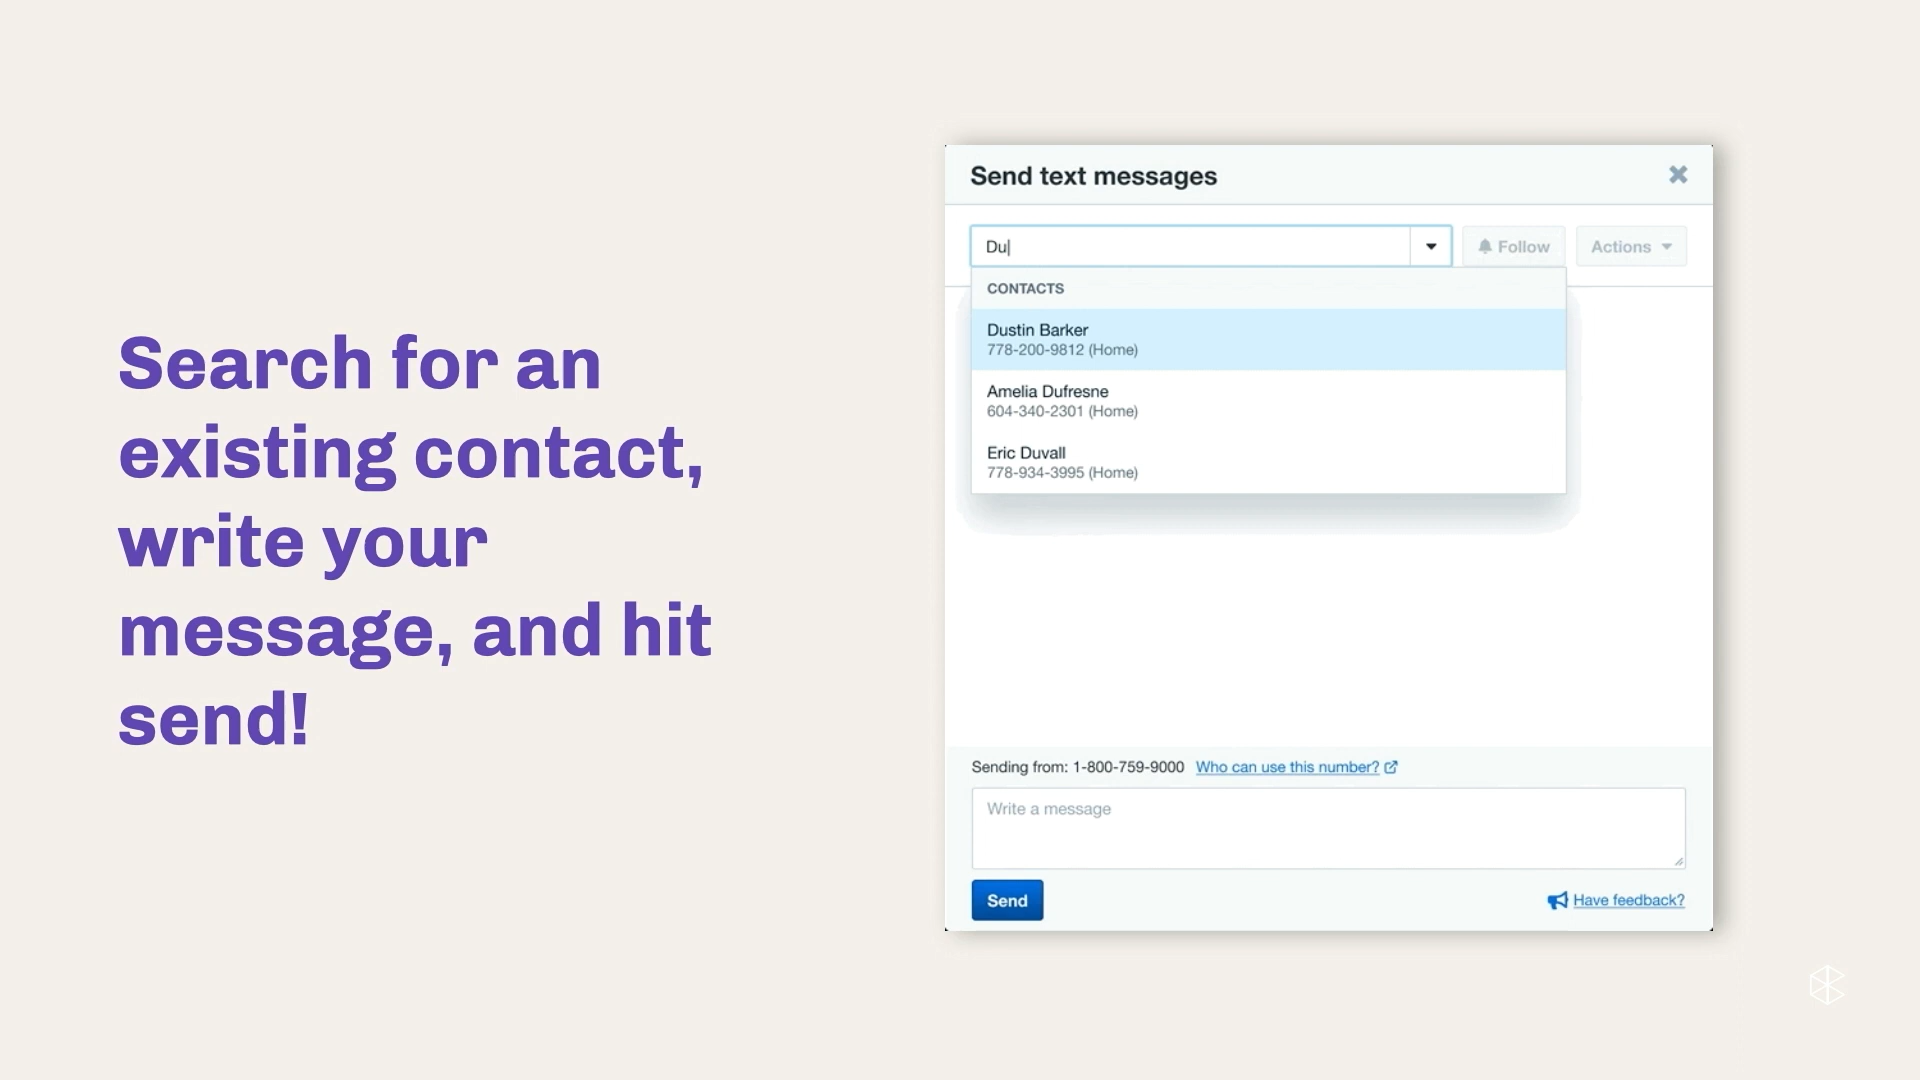 Search for an
existing contact,
write your
message, and hit
send!
Send text messages
Du
Follow
Actions
CONTACTS
Dustin Barker
778-200-9812 (Home)
Amelia Dufresne
604-340-2301 (Home)
Eric Duvall
778-934-3995 (Home)
Sending from: 1-800-759-9000 Who can use this number?
Write a message
Send
Have feedback?